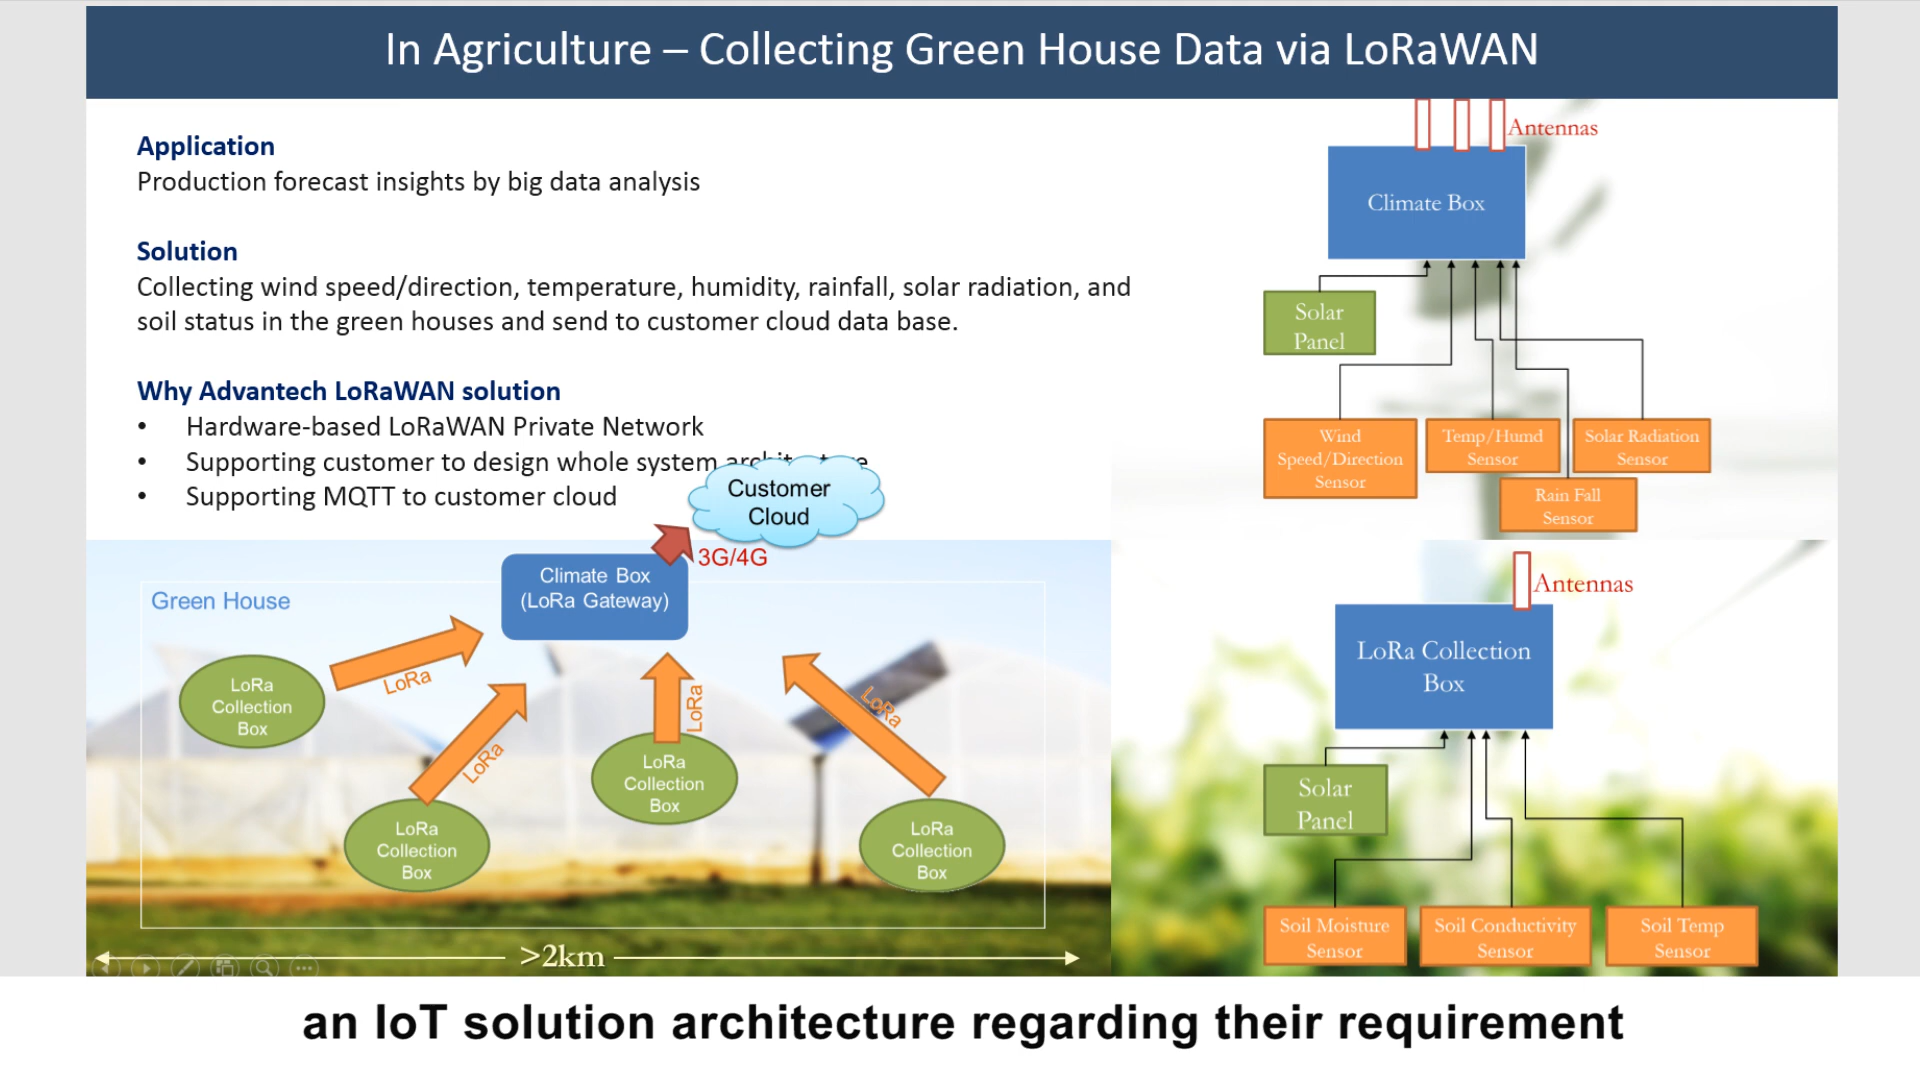 In Agriculture – Collecting Green House Data via LoRaWAN
Application
Production forecast insights by big data analysis
Solution
Collecting wind speed/direction, temperature, humidity, rainfall, solar radiation, and
soil status in the green houses and send to customer cloud data base.
Why Advantech LoRaWAN solution
• Hardware-based LoRaWAN Private Network
• Supporting customer to design whole system architecture
• Supporting MQTT to customer cloud
Customer
Cloud
3G/4G
Climate Box
(LoRa Gateway)
Green House
LoRa
LoRa
LoRa
LoRa
LoRa
Collection
Box
LoRa
Collection
Box
LoRa
Collection
Box
LoRa
Collection
Box
>2km
Antennas
Climate Box
Solar
Panel
Wind
Speed/Direction
Sensor
Temp/Humd
Sensor
Solar Radiation
Sensor
Rain Fall
Sensor
Antennas
LoRa Collection
Box
Solar
Panel
Soil Moisture
Sensor
Soil Conductivity
Sensor
Soil Temp
Sensor
an IoT solution architecture regarding their requirement